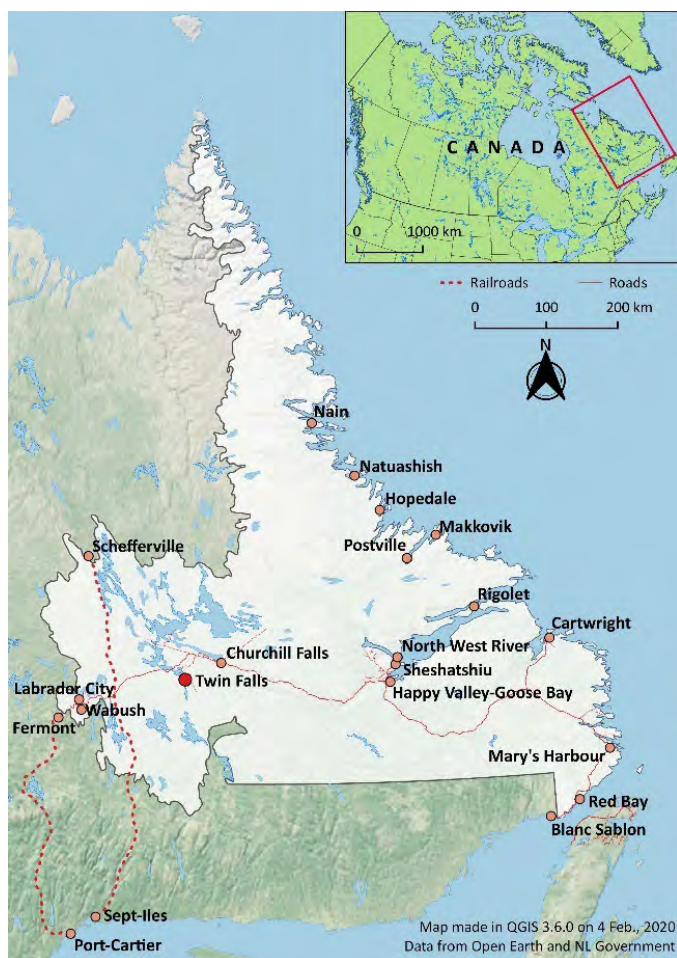 CANADA
0 1000 km
Railroads Roads
0 100 200 km
N
Nain
Natuashish
Hopedale
Makkovik
Postville
Schefferville
Rigolet
Cartwright
North West River
Churchill Falls
Sheshatshiu
Twin Falls
Happy Valley-Goose Bay
Labrador City
Wabush
Fermont
Mary's Harbour
Red Bay
Blanc Sablon
Sept-Iles
Port-Cartier
Map made in QGIS 3.6.0 on 4 Feb., 2020
Data from Open Earth and NL Government